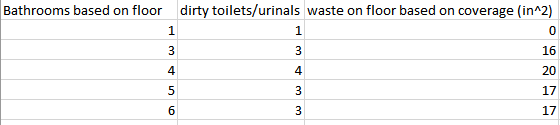 Bathrooms based on floor dirty toilets/urinals waste on floor based on coverage (in^2)
1 1 0
3 3 16
4 4 20
5 3 17
6 3 17